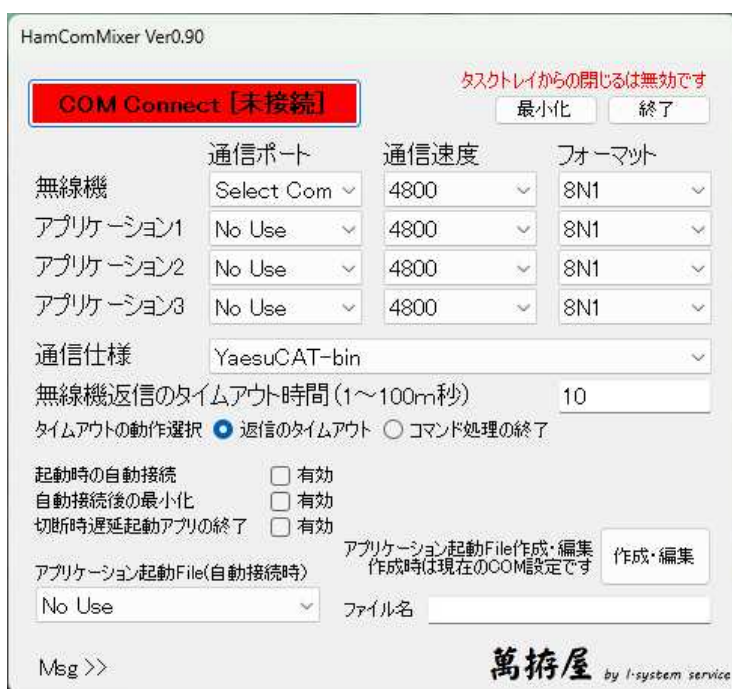 HamComMixer Ver0.90
タスクトレイからの閉じるは無効です
COM Connect [未接続]
最小化 終了
通信ポート 通信速度 フォーマット
無線機 Select Com 4800 8N1
アプリケーション1 No Use 4800 8N1
アプリケーション2 No Use 4800 8N1
アプリケーション3 No Use 4800 8N1
通信仕様 YaesuCAT-bin
無線機返信のタイムアウト時間(1～100m秒) 10
タイムアウトの動作選択 返信のタイムアウト コマンド処理の終了
起動時の自動接続 有効
自動接続後の最小化 有効
切断時遅延起動アプリの終了 有効
アプリケーション起動File作成・編集
作成時は現在のCOM設定です
作成・編集
アプリケーション起動File(自動接続時)
No Use
ファイル名
Msg >>
萬拵屋 by I-system service